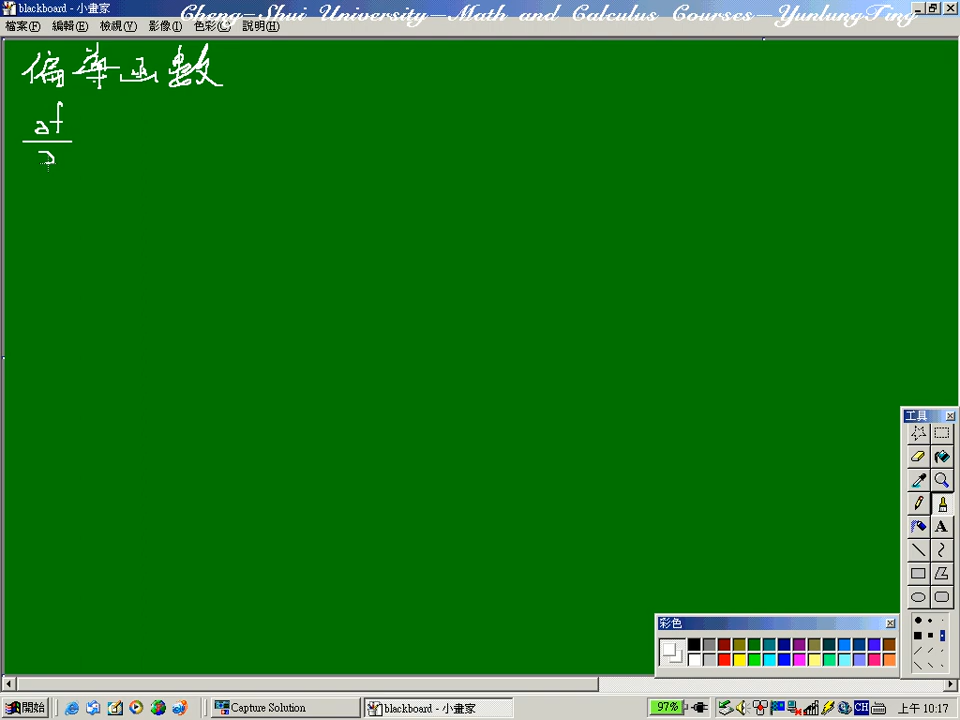 blackboard - 小畫家
Cheng-Shui University-Math and Calculus Courses-YunlungTing
檔案(F) 編輯(E) 檢視(V) 影像(I) 色彩(C) 說明(H)
偏導函數
∂f
∂
工具
A
彩色
開始 Capture Solution blackboard - 小畫家 97% CH 上午 10:17